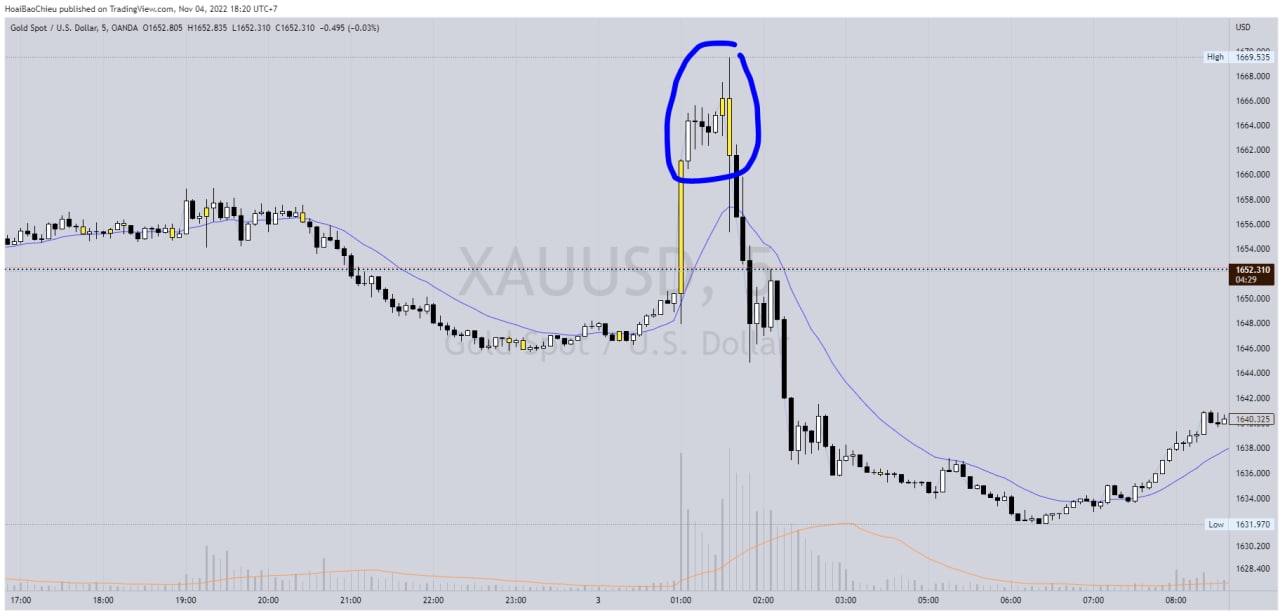 HoaiBaoChieu published on TradingView.com, Nov 04, 2022 18:20 UTC+7
Gold Spot / U.S. Dollar, 5, OANDA O1652.805 H1652.835 L1652.310 C1652.310 −0.495 (−0.03%)
USD
High 1669.535
1668.000
1666.000
1664.000
1662.000
1660.000
1658.000
1656.000
1654.000
XAUUSD, 5
1652.310
04:29
1650.000
1648.000
Gold Spot / U.S. Dollar
1646.000
1644.000
1642.000
1640.325
1638.000
1636.000
1634.000
Low 1631.970
1630.200
1628.400
17:00 18:00 19:00 20:00 21:00 22:00 23:00 3 01:00 02:00 03:00 04:00 05:00 06:00 07:00 08:00